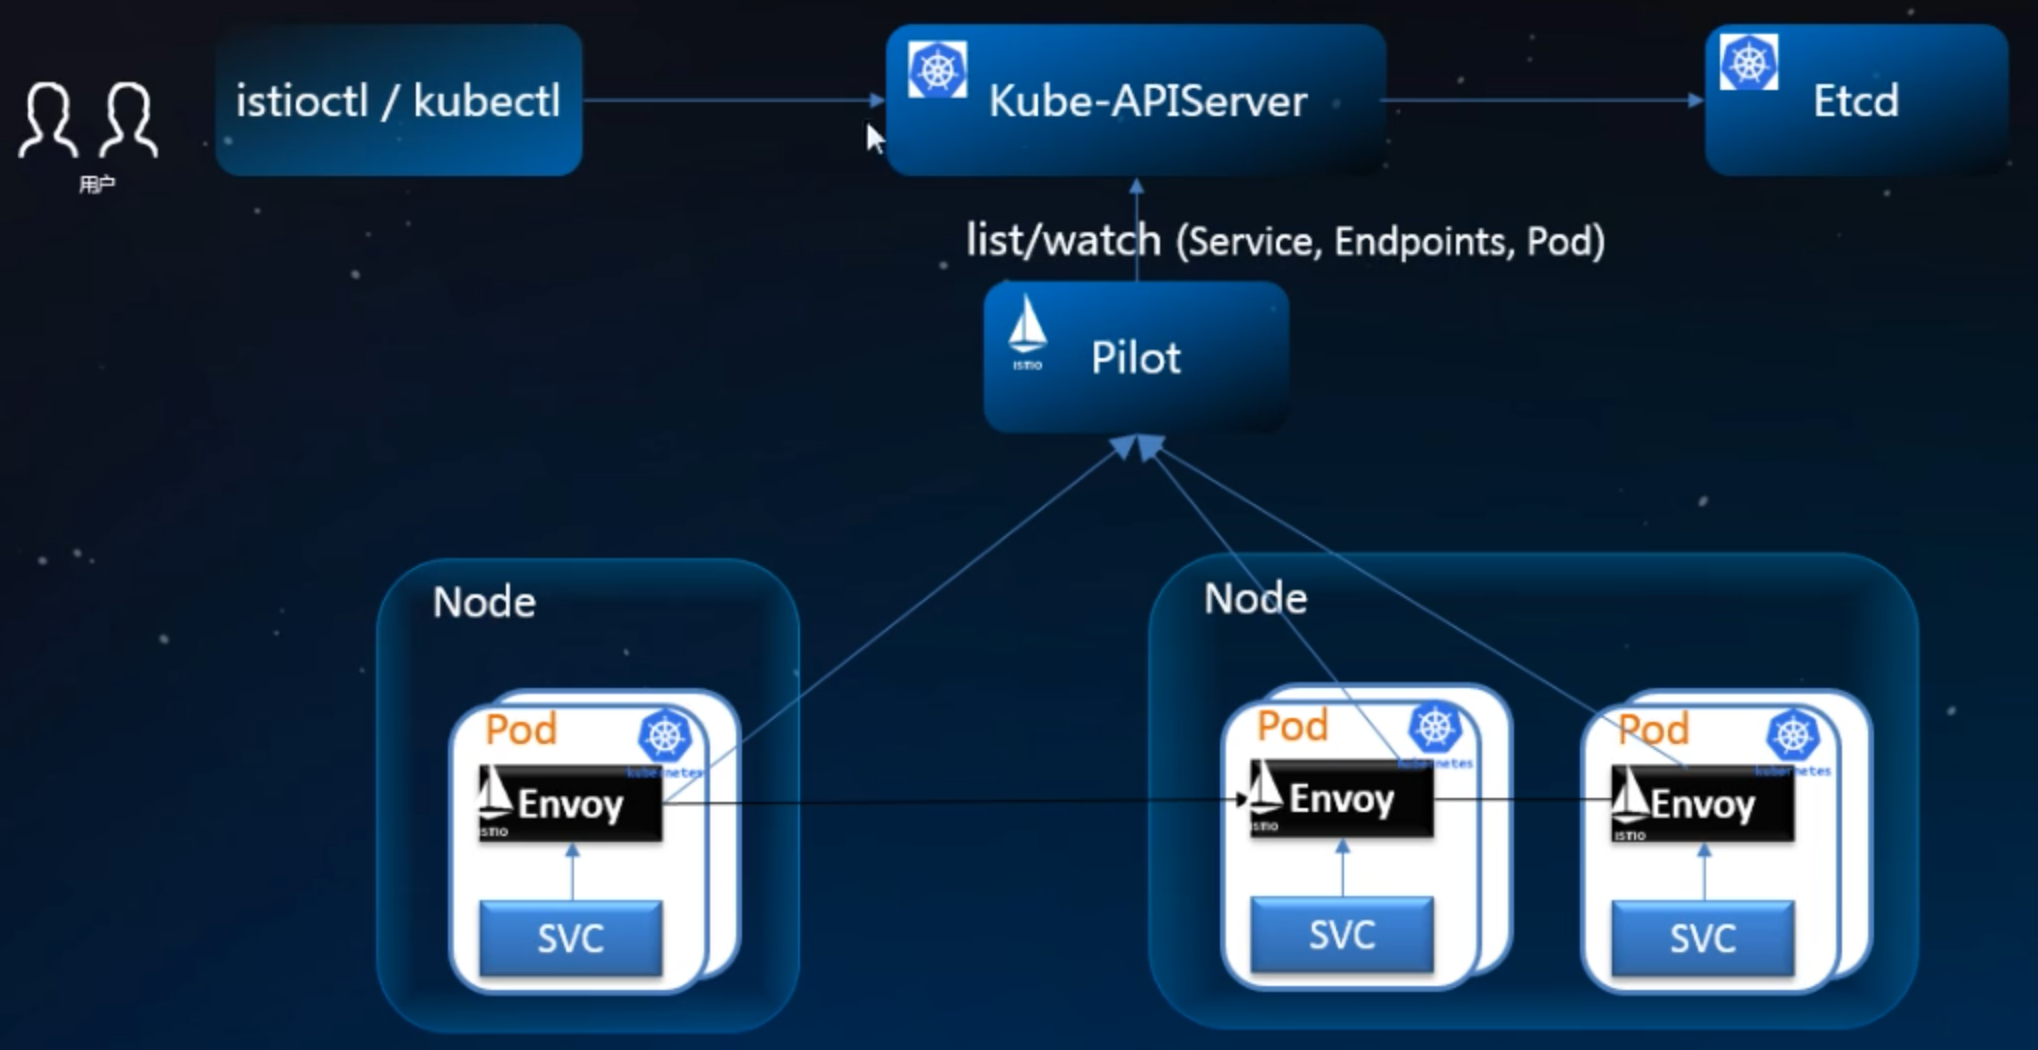 用户
istioctl / kubectl
Kube-APIServer
Etcd
list/watch (Service, Endpoints, Pod)
ISTIO
Pilot
Node
Pod
kubernetes
Envoy
ISTIO
SVC
Node
Pod
kubernetes
Envoy
ISTIO
SVC
Pod
kubernetes
Envoy
ISTIO
SVC